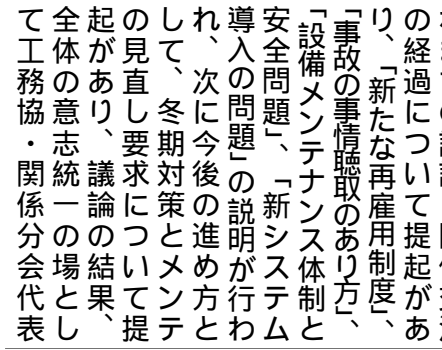 の経過について提起があ
り、「新たな再雇用制度」、
「事故の事情聴取のあり方」、
「設備メンテナンス体制と
安全問題」、「新システム
導入の問題」の説明が行わ
れ、次に今後の進め方と
して、冬期対策とメンテ
の見直し要求について提
起があり、議論の結果、
全体の意志統一の場とし
て工務協・関係分会代表